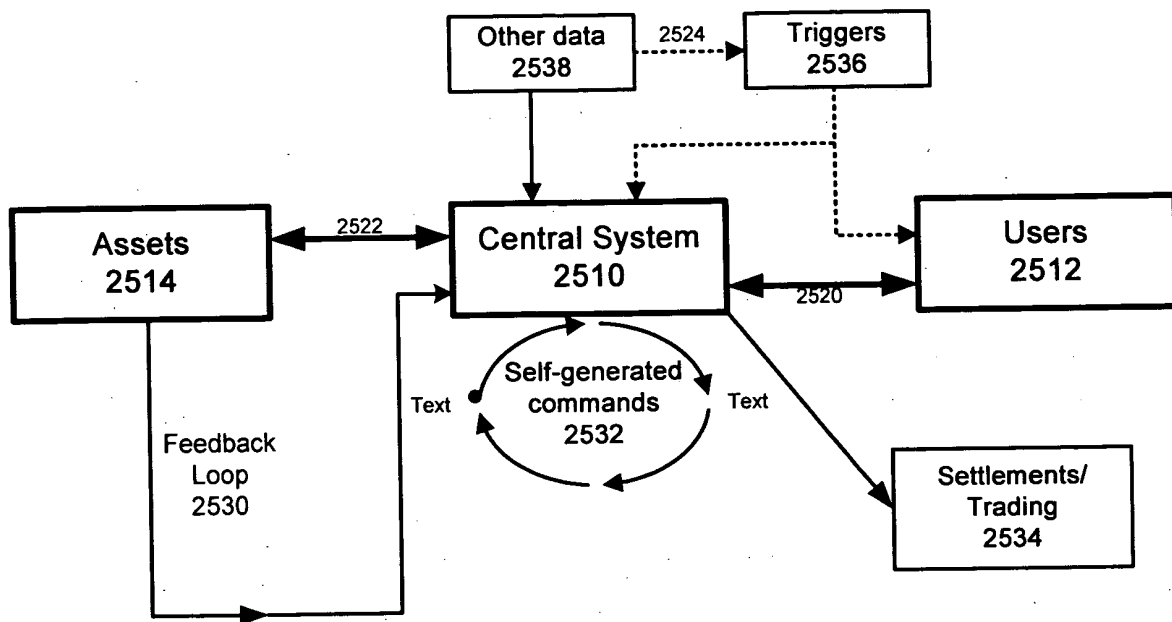 Other data
2538
2524
Triggers
2536
Assets
2514
2522
Central System
2510
Users
2512
2520
Self-generated
commands
2532
Text
Text
Feedback
Loop
2530
Settlements/
Trading
2534